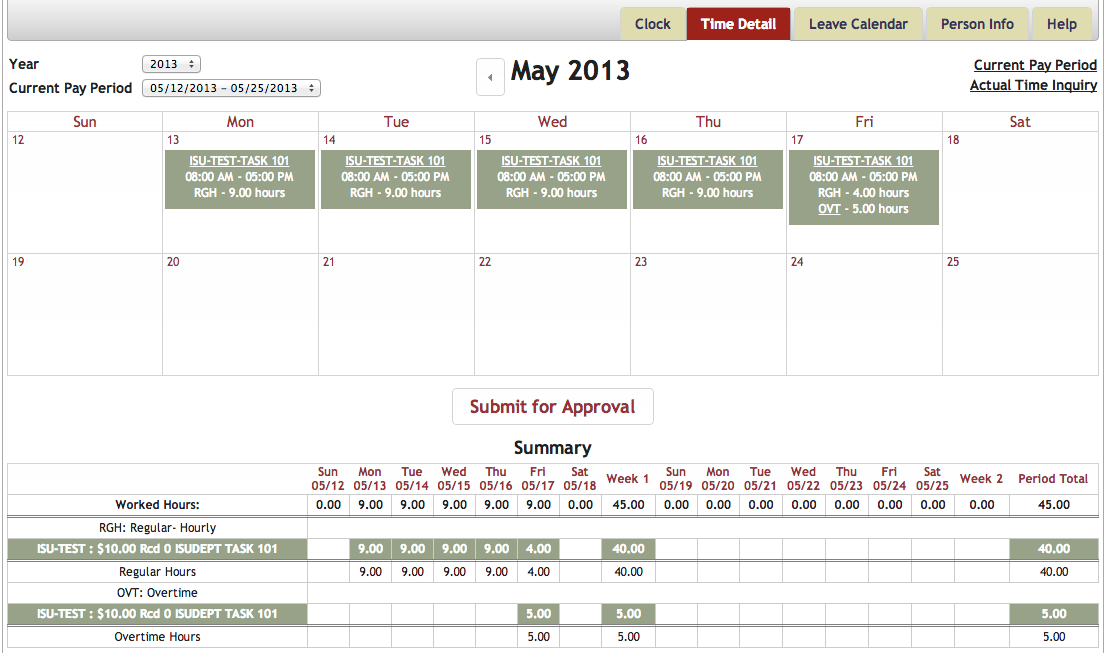 Clock Time Detail Leave Calendar Person Info Help
Year 2013
Current Pay Period 05/12/2013 – 05/25/2013
May 2013
Current Pay Period
Actual Time Inquiry
Sun Mon Tue Wed Thu Fri Sat
12 13 14 15 16 17 18
ISU-TEST-TASK 101 ISU-TEST-TASK 101 ISU-TEST-TASK 101 ISU-TEST-TASK 101 ISU-TEST-TASK 101
08:00 AM - 05:00 PM 08:00 AM - 05:00 PM 08:00 AM - 05:00 PM 08:00 AM - 05:00 PM 08:00 AM - 05:00 PM
RGH - 9.00 hours RGH - 9.00 hours RGH - 9.00 hours RGH - 9.00 hours RGH - 4.00 hours
OVT - 5.00 hours
19 20 21 22 23 24 25
Submit for Approval
Summary
Sun Mon Tue Wed Thu Fri Sat Week 1 Sun Mon Tue Wed Thu Fri Sat Week 2 Period Total
05/12 05/13 05/14 05/15 05/16 05/17 05/18 05/19 05/20 05/21 05/22 05/23 05/24 05/25
Worked Hours: 0.00 9.00 9.00 9.00 9.00 9.00 0.00 45.00 0.00 0.00 0.00 0.00 0.00 0.00 0.00 0.00 45.00
RGH: Regular- Hourly
ISU-TEST : $10.00 Rcd 0 ISUDEPT TASK 101 9.00 9.00 9.00 9.00 4.00 40.00 40.00
Regular Hours 9.00 9.00 9.00 9.00 4.00 40.00 40.00
OVT: Overtime
ISU-TEST : $10.00 Rcd 0 ISUDEPT TASK 101 5.00 5.00 5.00
Overtime Hours 5.00 5.00 5.00